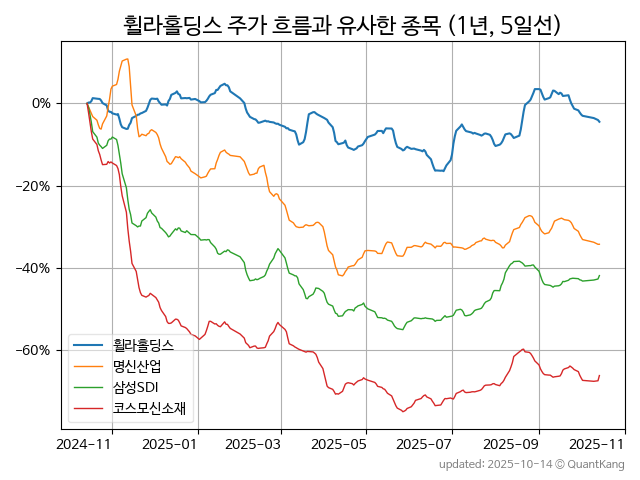 휠라홀딩스 주가 흐름과 유사한 종목 (1년, 5일선)
0%
−20%
−40%
−60%
휠라홀딩스
명신산업
삼성SDI
코스모신소재
2024-11 2025-01 2025-03 2025-05 2025-07 2025-09 2025-11
updated: 2025-10-14 © QuantKang